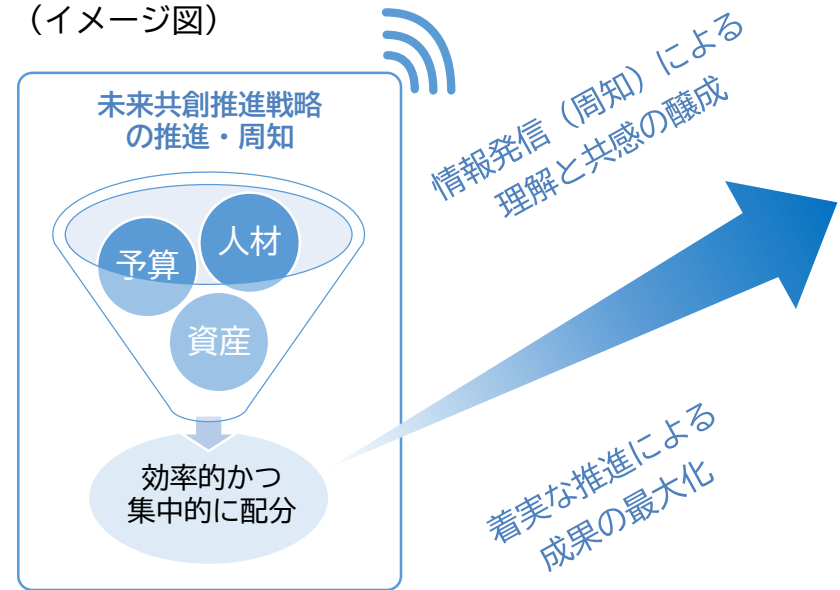 （イメージ図）
未来共創推進戦略
の推進・周知
予算
人材
資産
効率的かつ
集中的に配分
情報発信（周知）による
理解と共感の醸成
着実な推進による
成果の最大化